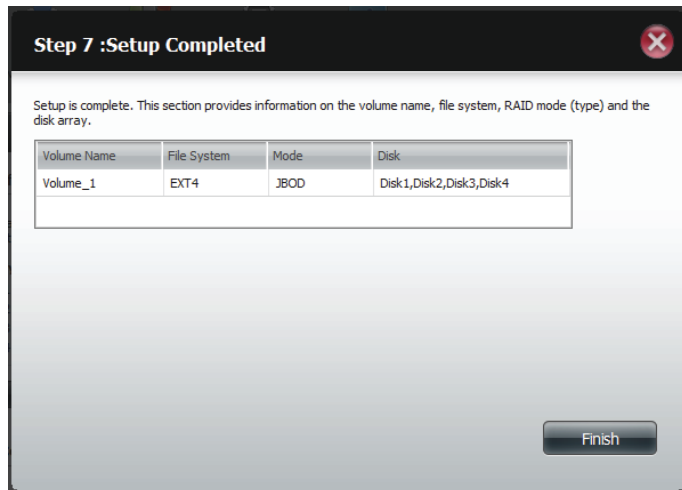 Step 7 :Setup Completed
Setup is complete. This section provides information on the volume name, file system, RAID mode (type) and the
disk array.
Volume Name File System Mode Disk
Volume_1 EXT4 JBOD Disk1,Disk2,Disk3,Disk4
Finish